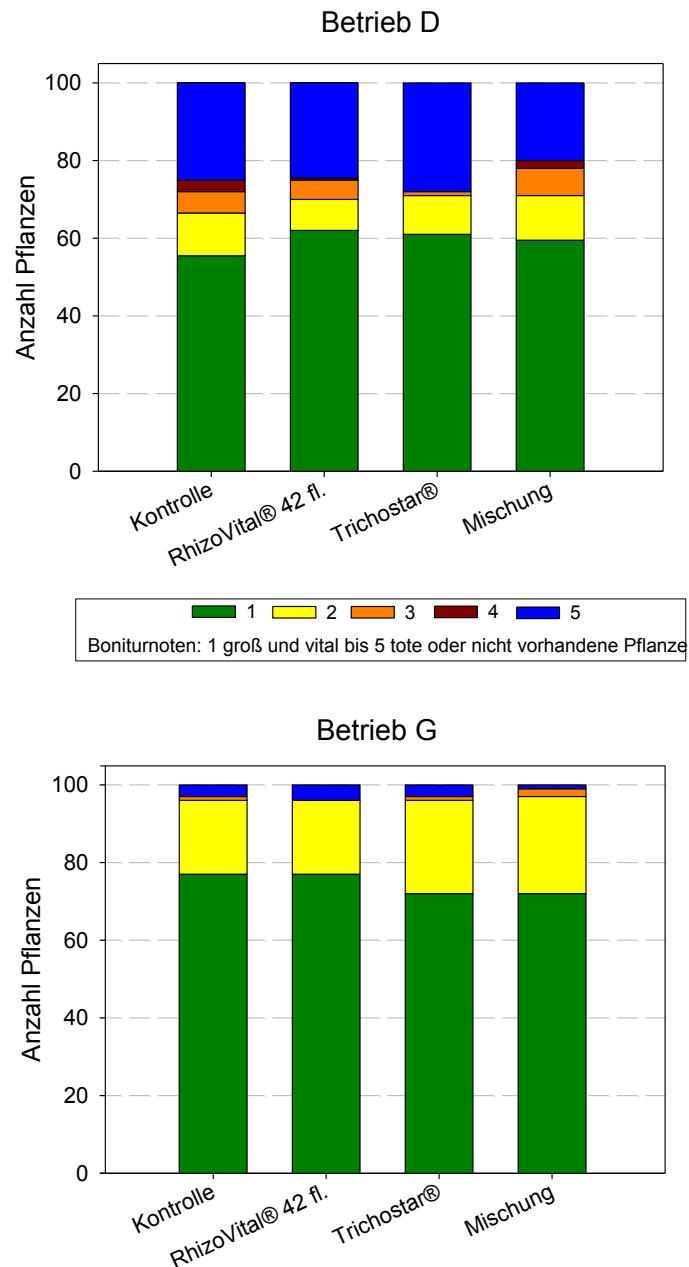 Betrieb D
100
80
60
40
20
0
Anzahl Pflanzen
Kontrolle
RhizoVital® 42 fl.
Trichostar®
Mischung
1 2 3 4 5
Boniturnoten: 1 groß und vital bis 5 tote oder nicht vorhandene Pflanze
Betrieb G
100
80
60
40
20
0
Anzahl Pflanzen
Kontrolle
RhizoVital® 42 fl.
Trichostar®
Mischung